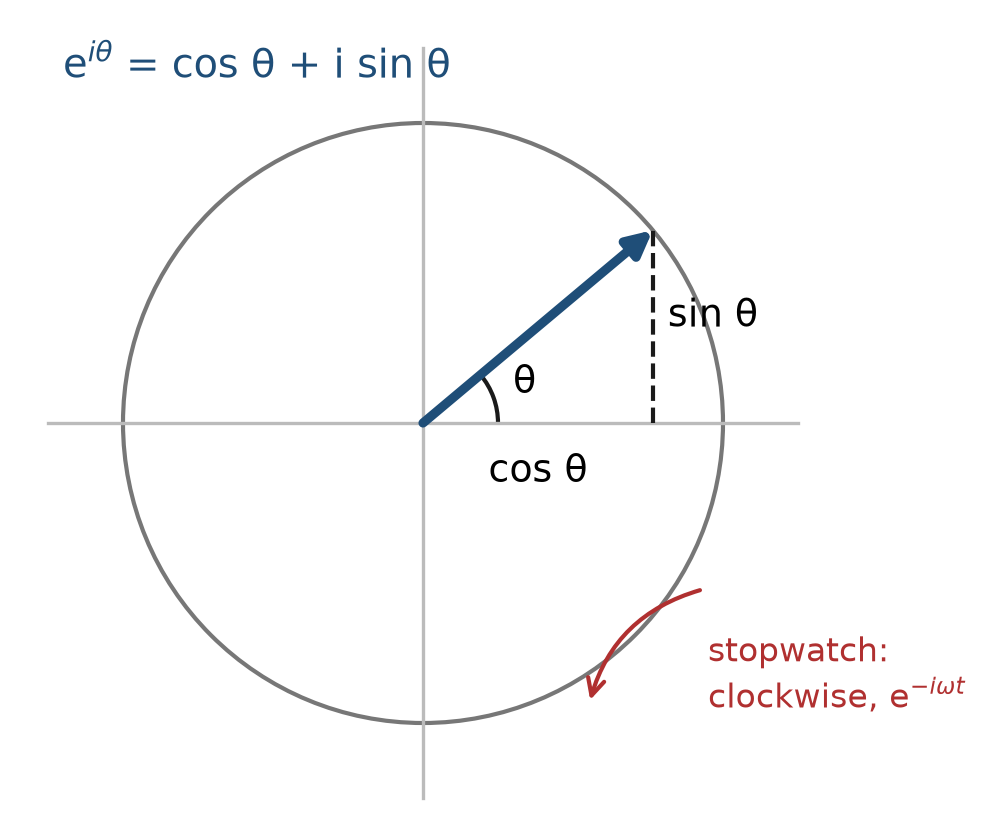 e^{iθ} = cos θ + i sin θ
sin θ
θ
cos θ
stopwatch:
clockwise, e^{−iωt}